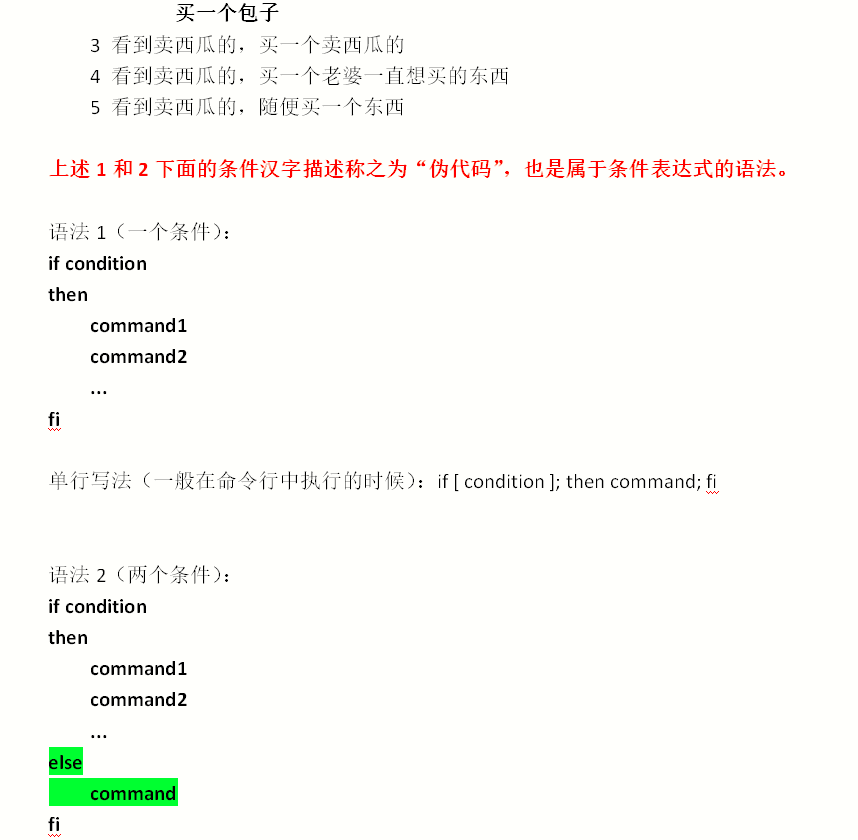 买一个包子
3 看到卖西瓜的，买一个卖西瓜的
4 看到卖西瓜的，买一个老婆一直想买的东西
5 看到卖西瓜的，随便买一个东西
上述 1 和 2 下面的条件汉字描述称之为“伪代码”，也是属于条件表达式的语法。
语法 1（一个条件）：
if condition
then
command1
command2
...
fi
单行写法（一般在命令行中执行的时候）：if [ condition ]; then command; fi
语法 2（两个条件）：
if condition
then
command1
command2
...
else
command
fi